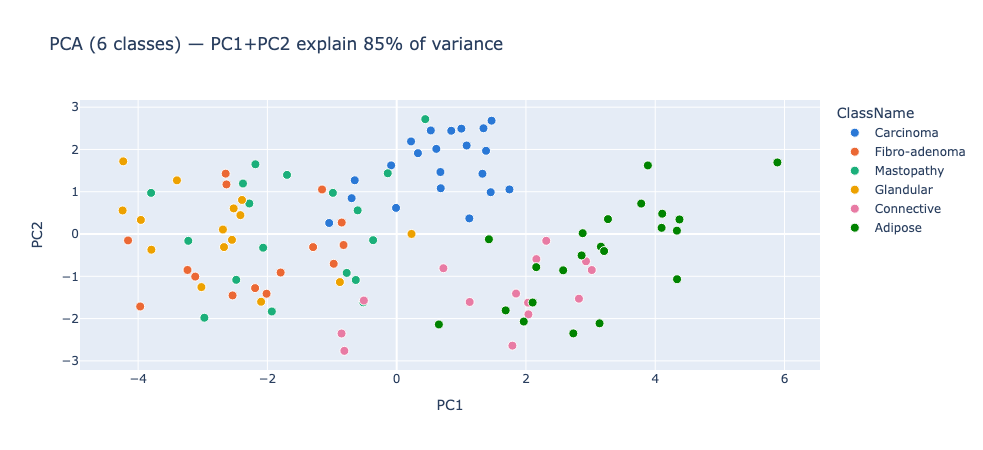 PCA (6 classes) — PC1+PC2 explain 85% of variance
ClassName
Carcinoma
Fibro-adenoma
Mastopathy
Glandular
Connective
Adipose
PC2
3
2
1
0
−1
−2
−3
−4 −2 0 2 4 6
PC1